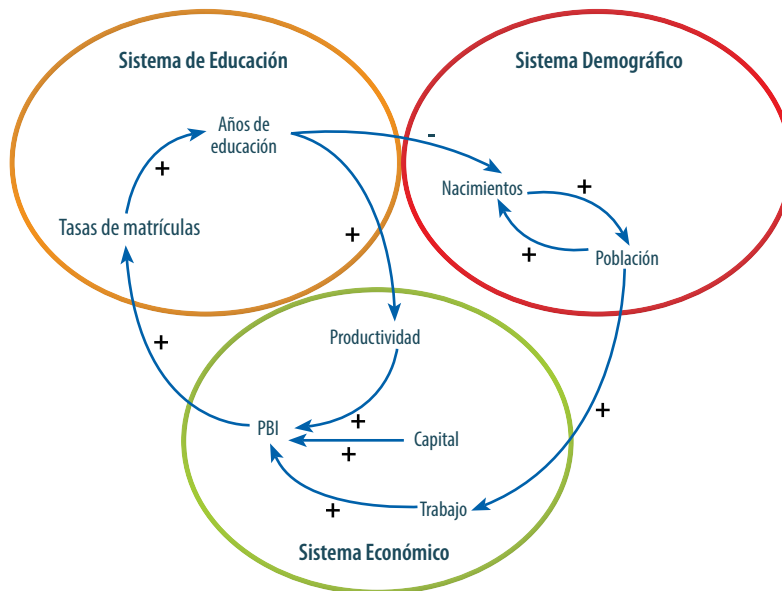 Sistema de Educación
Sistema Demográfico
Años de
educación
-
Nacimientos
+
+
Tasas de matrículas
+
+
Población
Productividad
+
+
PBI
+
Capital
+
Trabajo
+
Sistema Económico